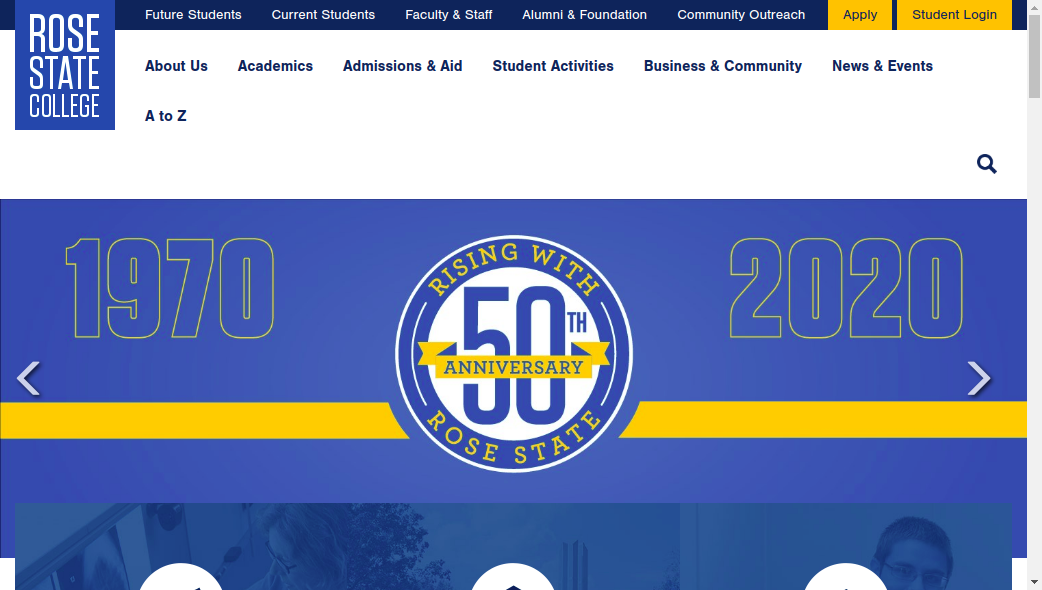 Future Students Current Students Faculty & Staff Alumni & Foundation Community Outreach Apply Student Login
ROSE
STATE
COLLEGE
About Us Academics Admissions & Aid Student Activities Business & Community News & Events
A to Z
1970
RISING WITH
50TH
ANNIVERSARY
ROSE STATE
2020